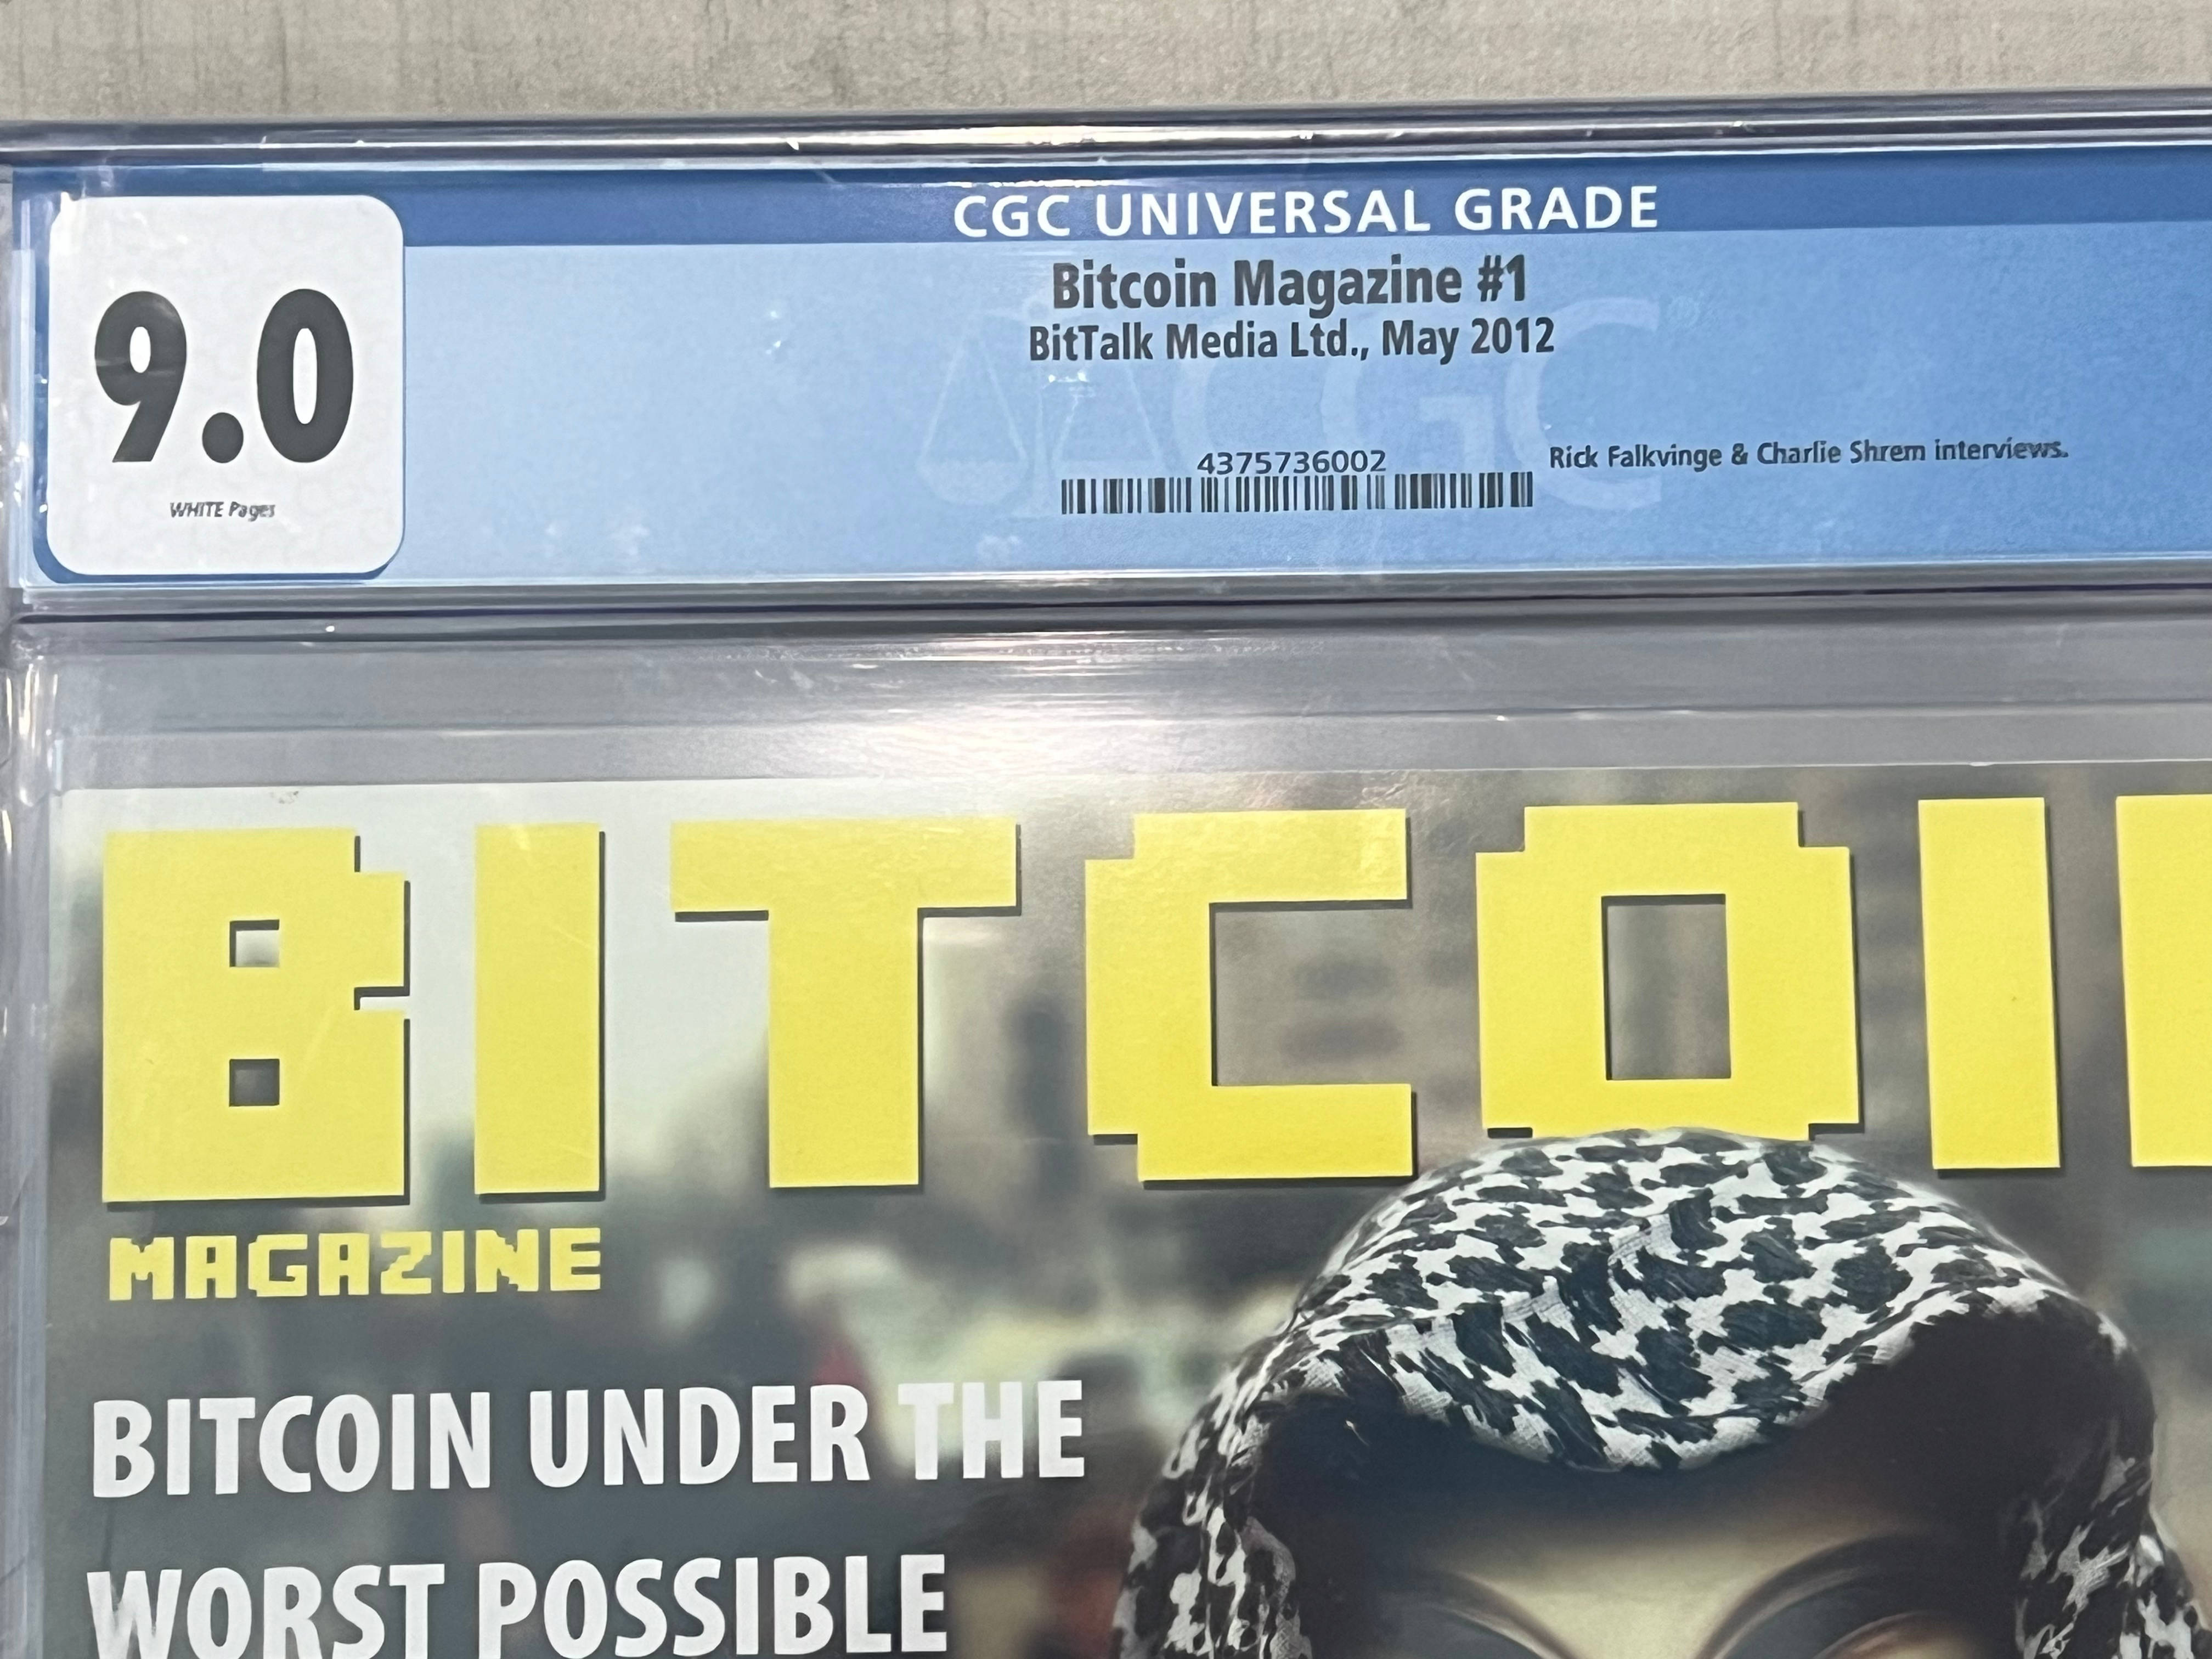 CGC UNIVERSAL GRADE
9.0
WHITE Pages
Bitcoin Magazine #1
BitTalk Media Ltd., May 2012
CGC
4375736002
Rick Falkvinge & Charlie Shrem interviews.
BITCOI
MAGAZINE
BITCOIN UNDER THE
WORST POSSIBLE